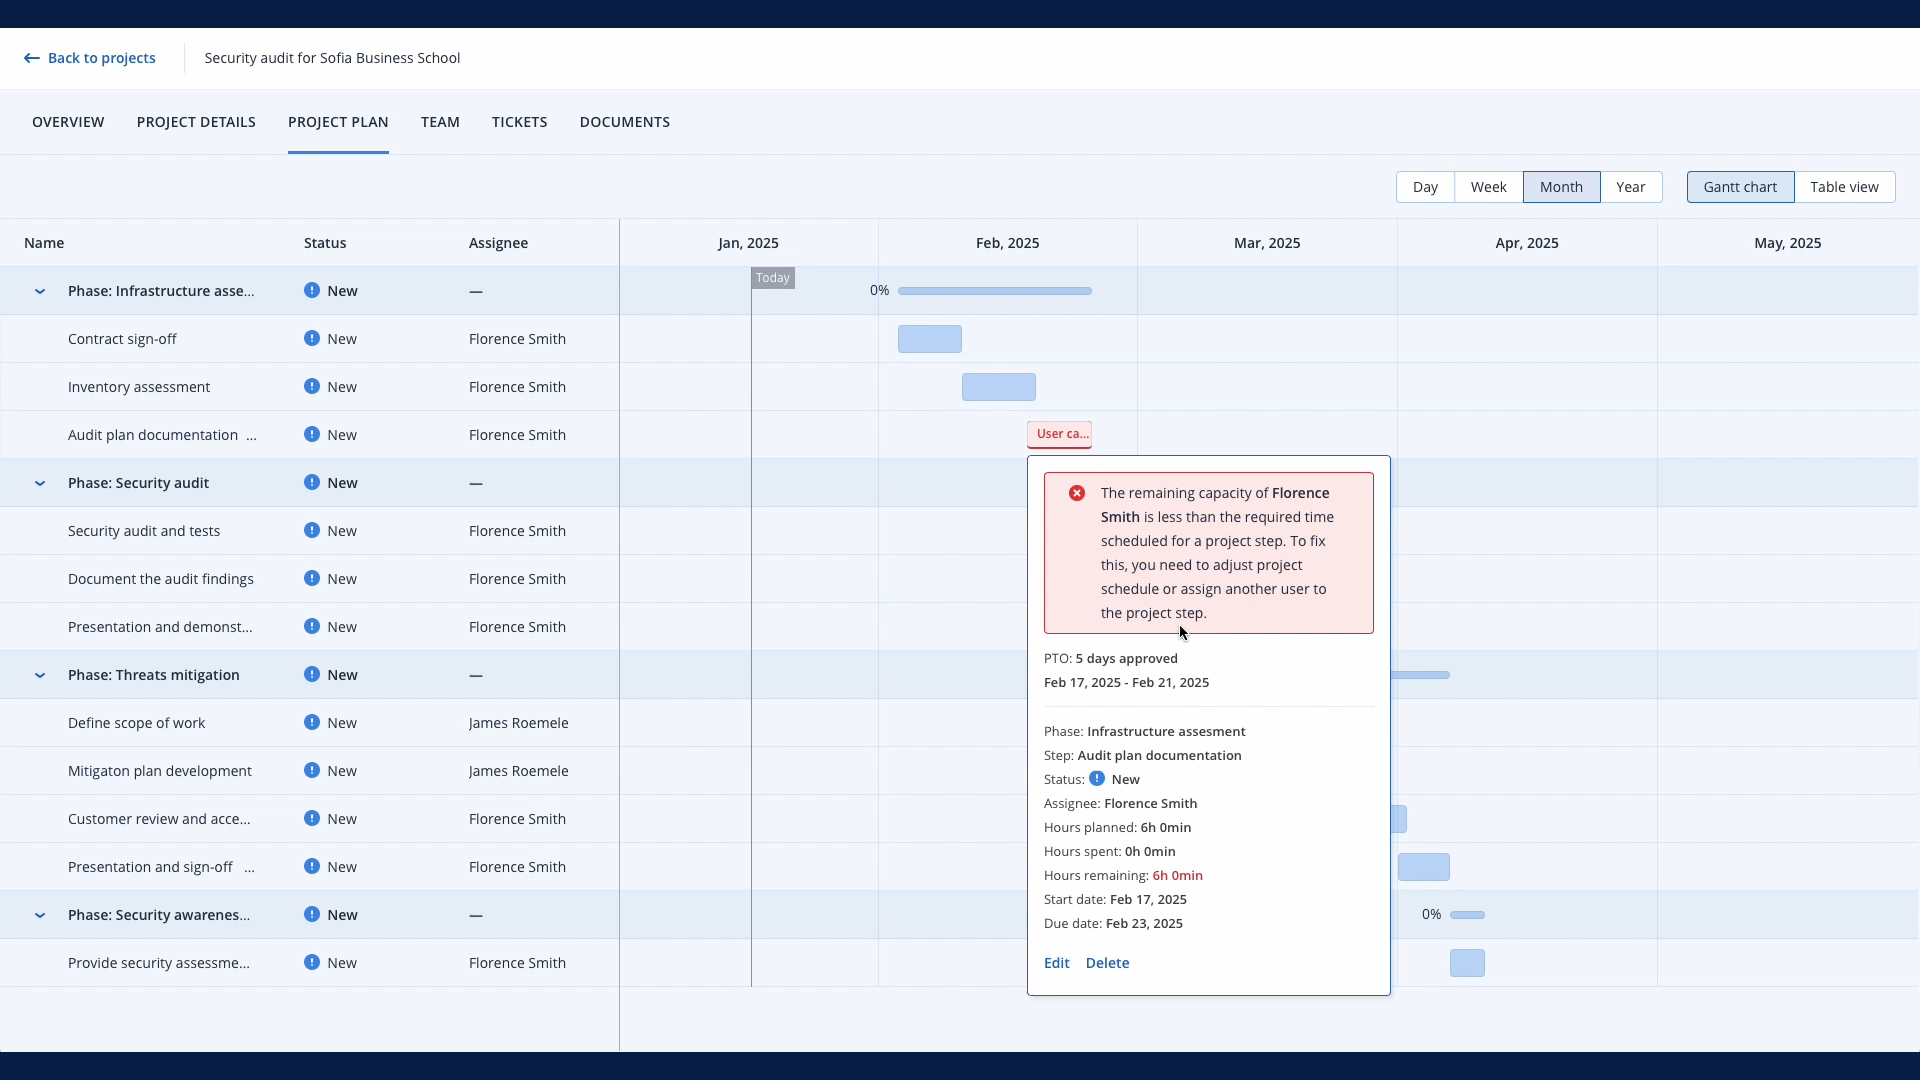 Back to projects
Security audit for Sofia Business School
OVERVIEW PROJECT DETAILS PROJECT PLAN TEAM TICKETS DOCUMENTS
Day Week Month Year Gantt chart Table view
Name Status Assignee Jan, 2025 Feb, 2025 Mar, 2025 Apr, 2025 May, 2025
Today
Phase: Infrastructure asse... New — 0%
Contract sign-off New Florence Smith
Inventory assessment New Florence Smith
Audit plan documentation ... New Florence Smith User ca...
Phase: Security audit New —
Security audit and tests New Florence Smith
Document the audit findings New Florence Smith
Presentation and demonst... New Florence Smith
Phase: Threats mitigation New —
Define scope of work New James Roemele
Mitigaton plan development New James Roemele
Customer review and acce... New Florence Smith
Presentation and sign-off ... New Florence Smith
Phase: Security awarenes... New — 0%
Provide security assessme... New Florence Smith
The remaining capacity of Florence
Smith is less than the required time
scheduled for a project step. To fix
this, you need to adjust project
schedule or assign another user to
the project step.
PTO: 5 days approved
Feb 17, 2025 - Feb 21, 2025
Phase: Infrastructure assesment
Step: Audit plan documentation
Status: New
Assignee: Florence Smith
Hours planned: 6h 0min
Hours spent: 0h 0min
Hours remaining: 6h 0min
Start date: Feb 17, 2025
Due date: Feb 23, 2025
Edit Delete